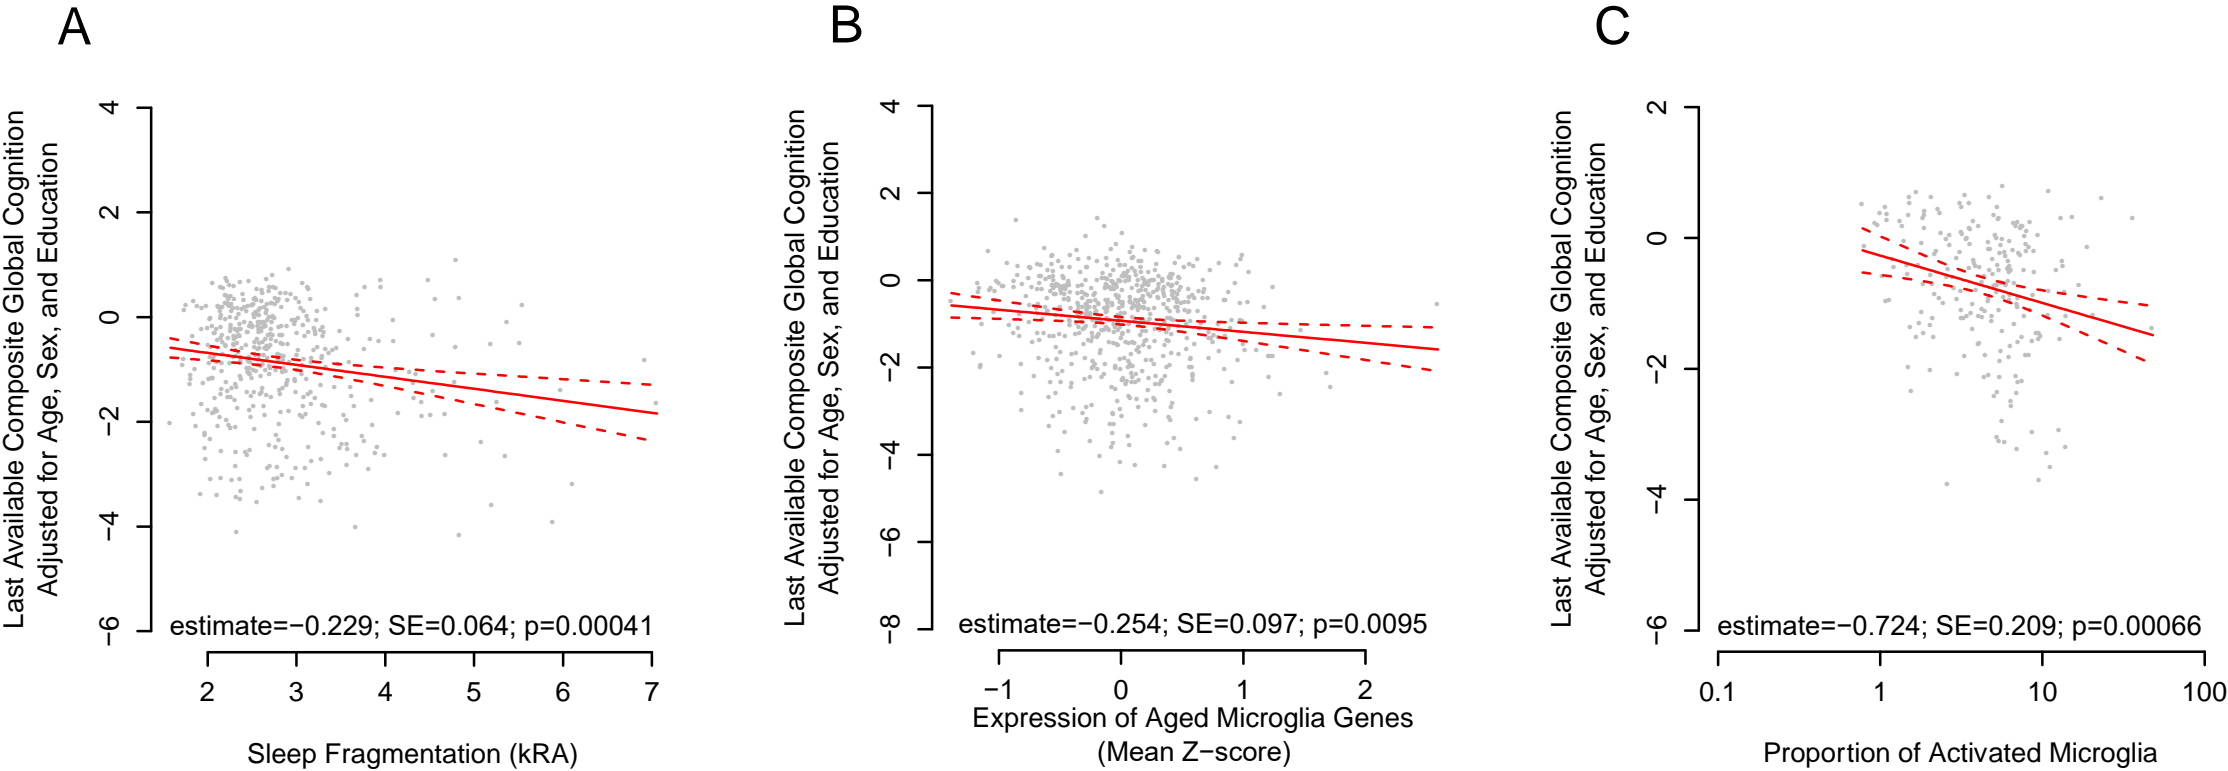 A
Last Available Composite Global Cognition
Adjusted for Age, Sex, and Education
4
2
0
−2
−4
−6
estimate=−0.229; SE=0.064; p=0.00041
2 3 4 5 6 7
Sleep Fragmentation (kRA)
B
Last Available Composite Global Cognition
Adjusted for Age, Sex, and Education
4
2
0
−2
−4
−6
−8
estimate=−0.254; SE=0.097; p=0.0095
−1 0 1 2
Expression of Aged Microglia Genes
(Mean Z−score)
C
Last Available Composite Global Cognition
Adjusted for Age, Sex, and Education
2
0
−2
−4
−6
estimate=−0.724; SE=0.209; p=0.00066
0.1 1 10 100
Proportion of Activated Microglia